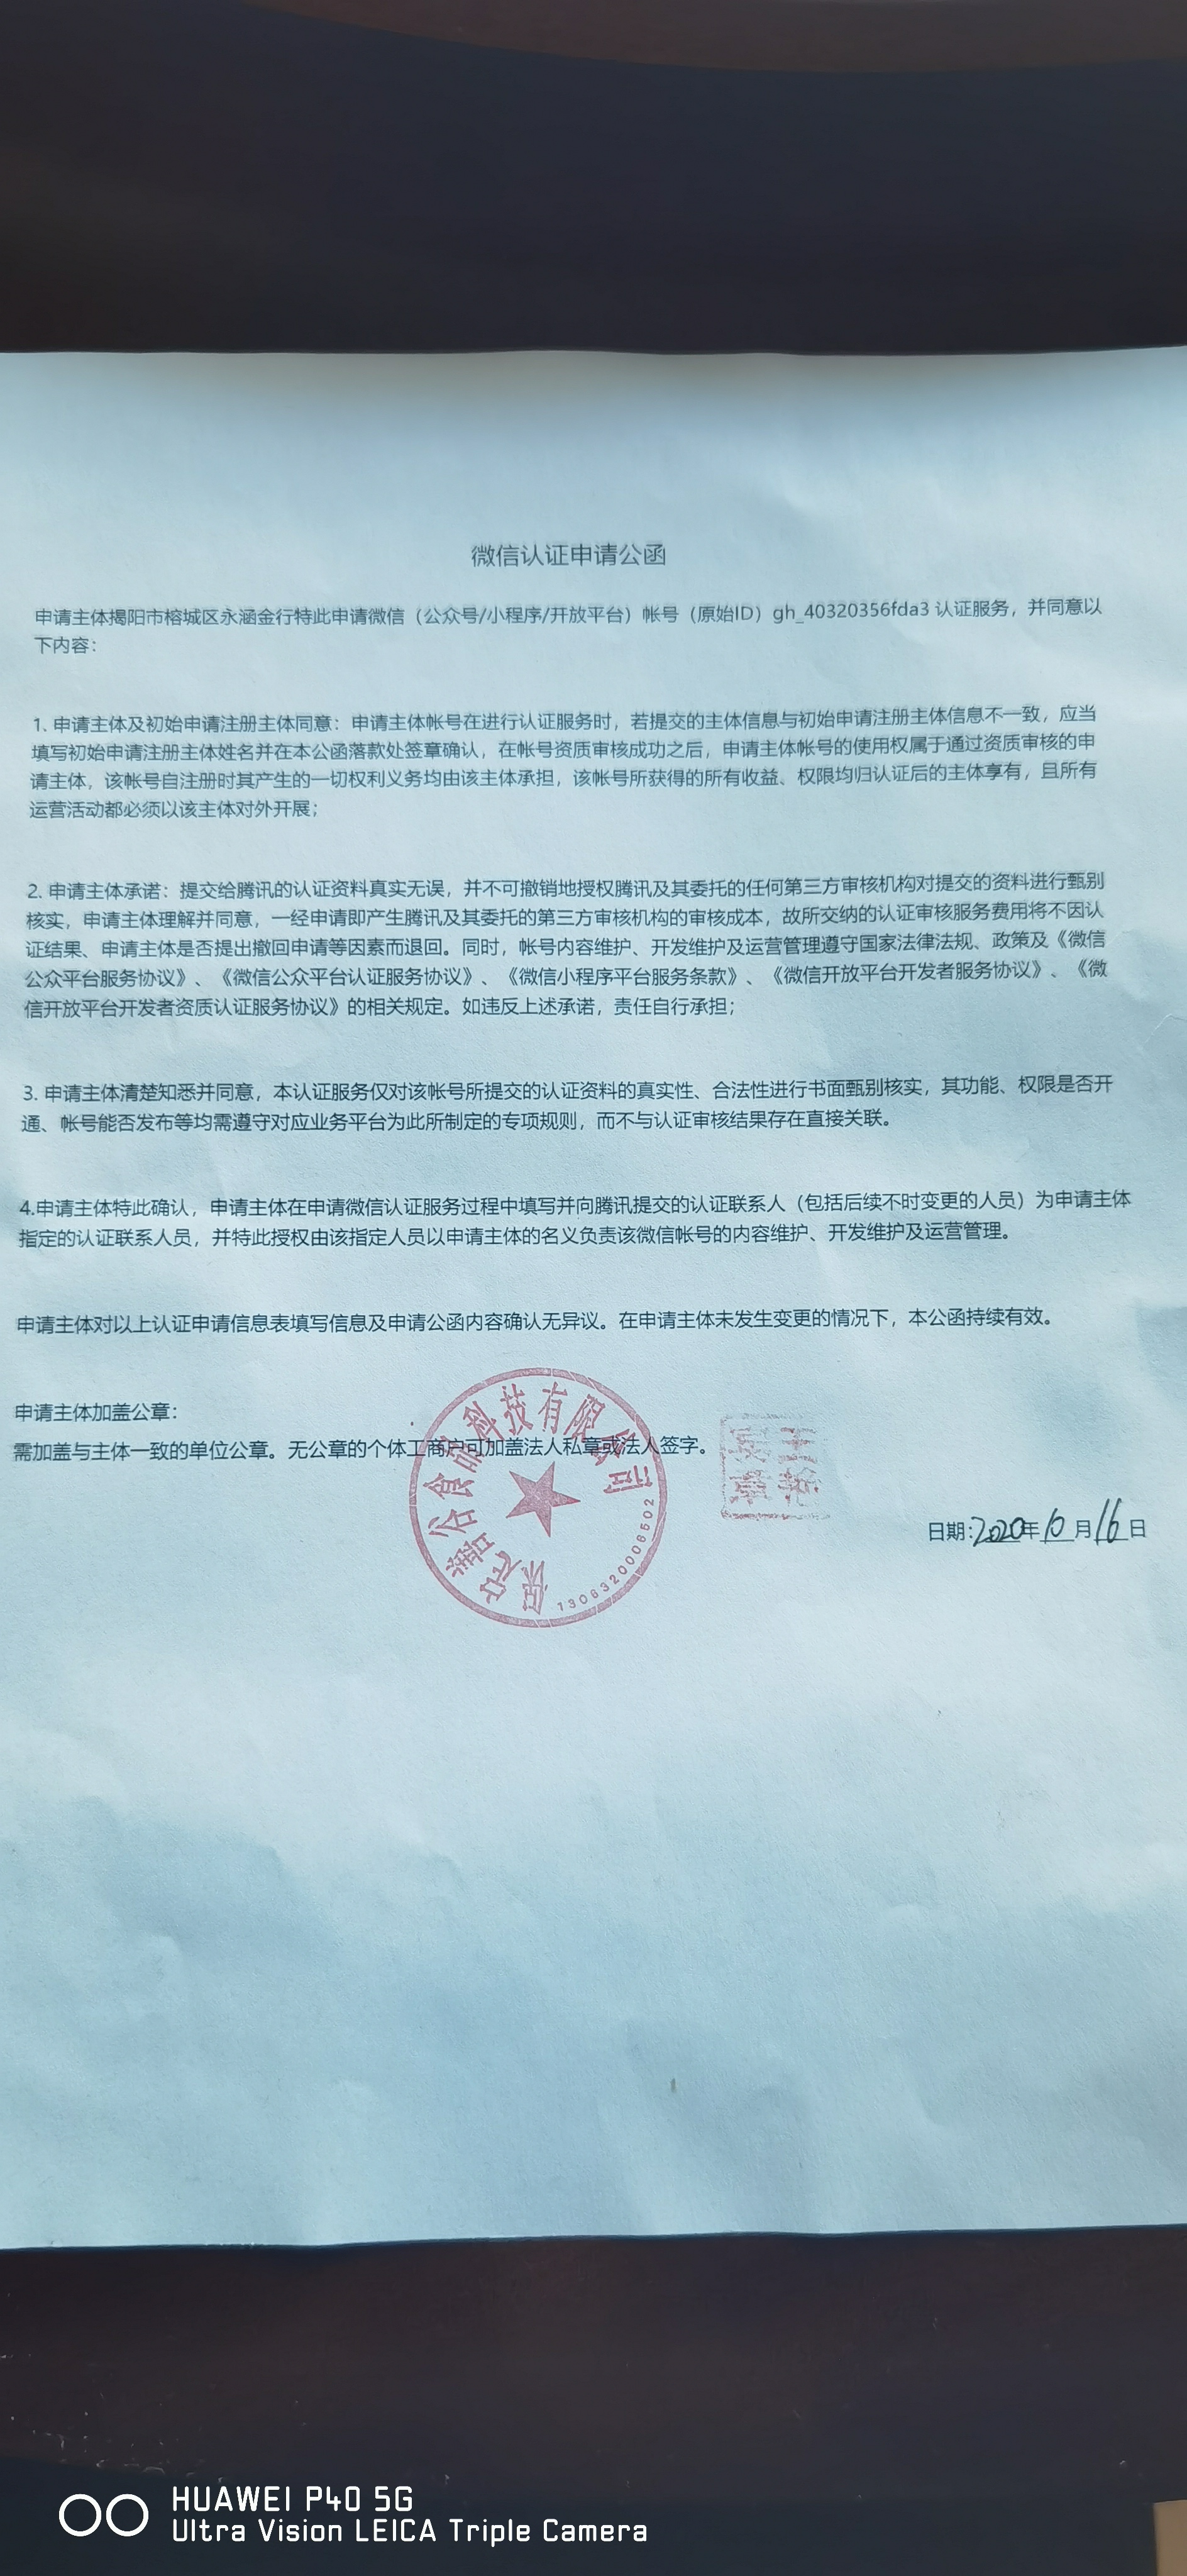 微信认证申请公函
申请主体揭阳市榕城区永涵金行特此申请微信（公众号/小程序/开放平台）帐号（原始ID）gh_40320356fda3 认证服务，并同意以
下内容：
1. 申请主体及初始申请注册主体同意：申请主体帐号在进行认证服务时，若提交的主体信息与初始申请注册主体信息不一致，应当
填写初始申请注册主体姓名并在本公函落款处签章确认，在帐号资质审核成功之后，申请主体帐号的使用权属于通过资质审核的申
请主体，该帐号自注册时其产生的一切权利义务均由该主体承担，该帐号所获得的所有收益、权限均归认证后的主体享有，且所有
运营活动都必须以该主体对外开展；
2. 申请主体承诺：提交给腾讯的认证资料真实无误，并不可撤销地授权腾讯及其委托的任何第三方审核机构对提交的资料进行甄别
核实，申请主体理解并同意，一经申请即产生腾讯及其委托的第三方审核机构的审核成本，故所交纳的认证审核服务费用将不因认
证结果、申请主体是否提出撤回申请等因素而退回。同时，帐号内容维护、开发维护及运营管理遵守国家法律法规、政策及《微信
公众平台服务协议》、《微信公众平台认证服务协议》、《微信小程序平台服务条款》、《微信开放平台开发者服务协议》、《微
信开放平台开发者资质认证服务协议》的相关规定。如违反上述承诺，责任自行承担；
3. 申请主体清楚知悉并同意，本认证服务仅对该帐号所提交的认证资料的真实性、合法性进行书面甄别核实，其功能、权限是否开
通、帐号能否发布等均需遵守对应业务平台为此所制定的专项规则，而不与认证审核结果存在直接关联。
4.申请主体特此确认，申请主体在申请微信认证服务过程中填写并向腾讯提交的认证联系人（包括后续不时变更的人员）为申请主体
指定的认证联系人员，并特此授权由该指定人员以申请主体的名义负责该微信帐号的内容维护、开发维护及运营管理。
申请主体对以上认证申请信息表填写信息及申请公函内容确认无异议。在申请主体未发生变更的情况下，本公函持续有效。
申请主体加盖公章：
需加盖与主体一致的单位公章。无公章的个体工商户可加盖法人私章或法人签字。
科技有限公司
1306320008502
日期:2020年10月16日
HUAWEI P40 5G
Ultra Vision LEICA Triple Camera